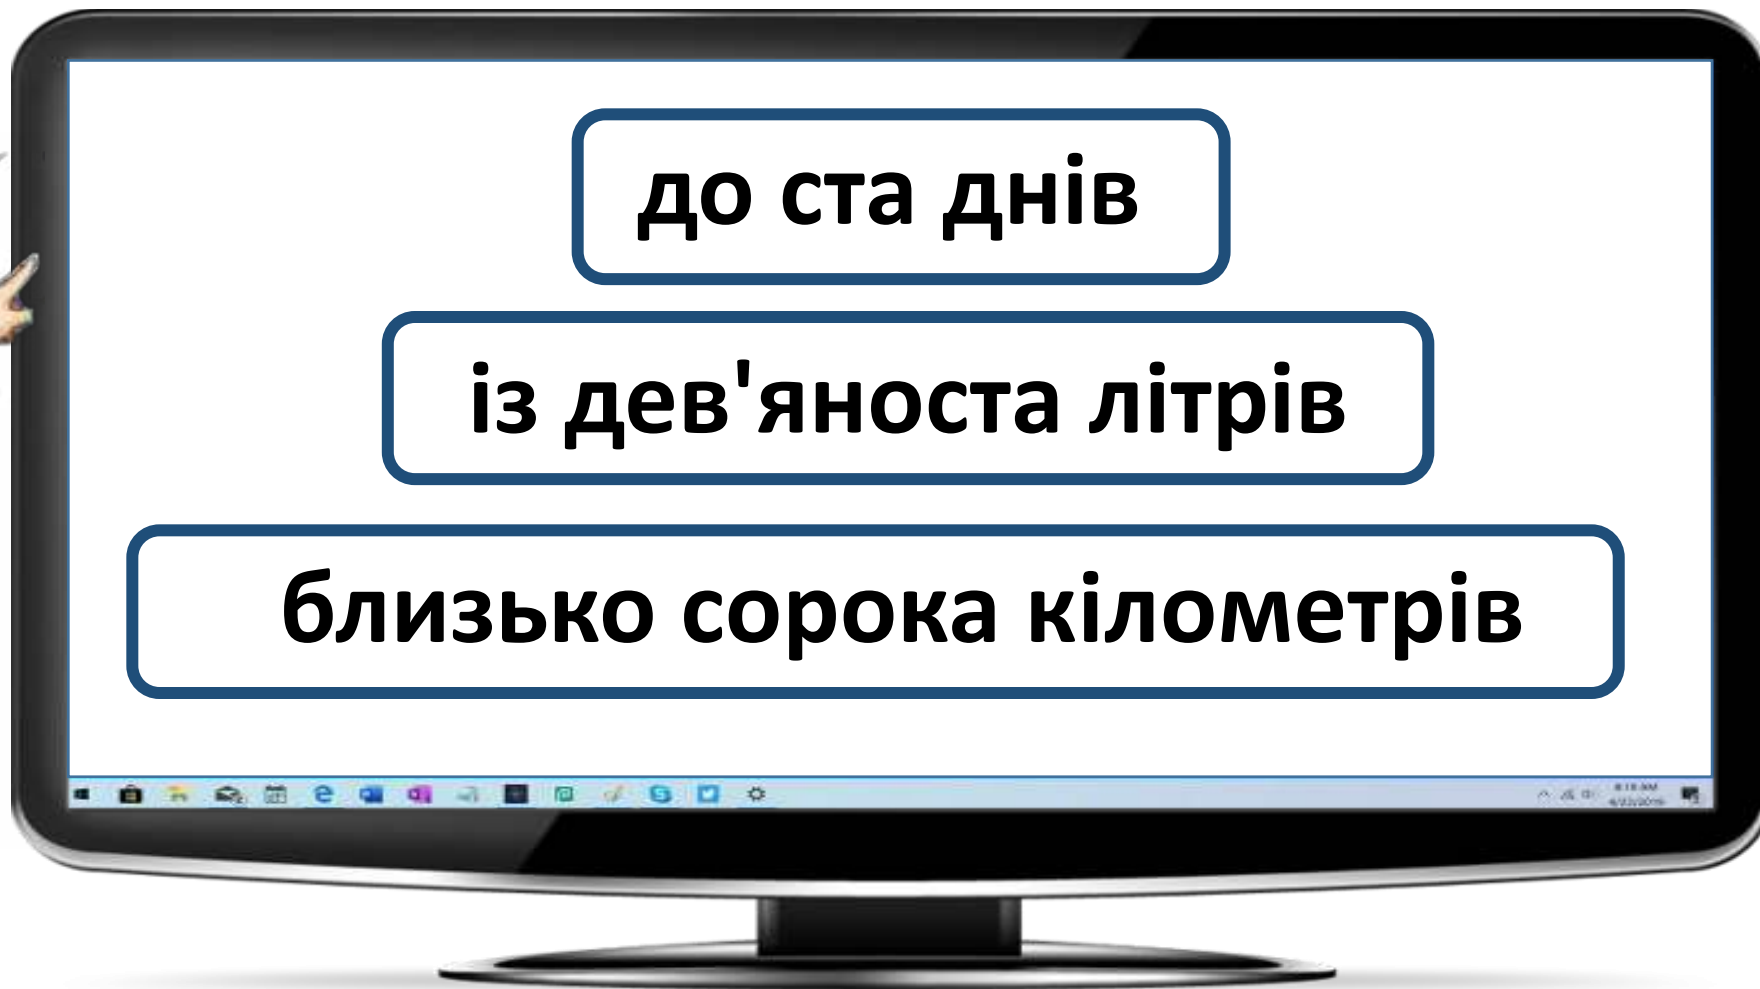 до ста днів
із дев'яноста літрів
близько сорока кілометрів